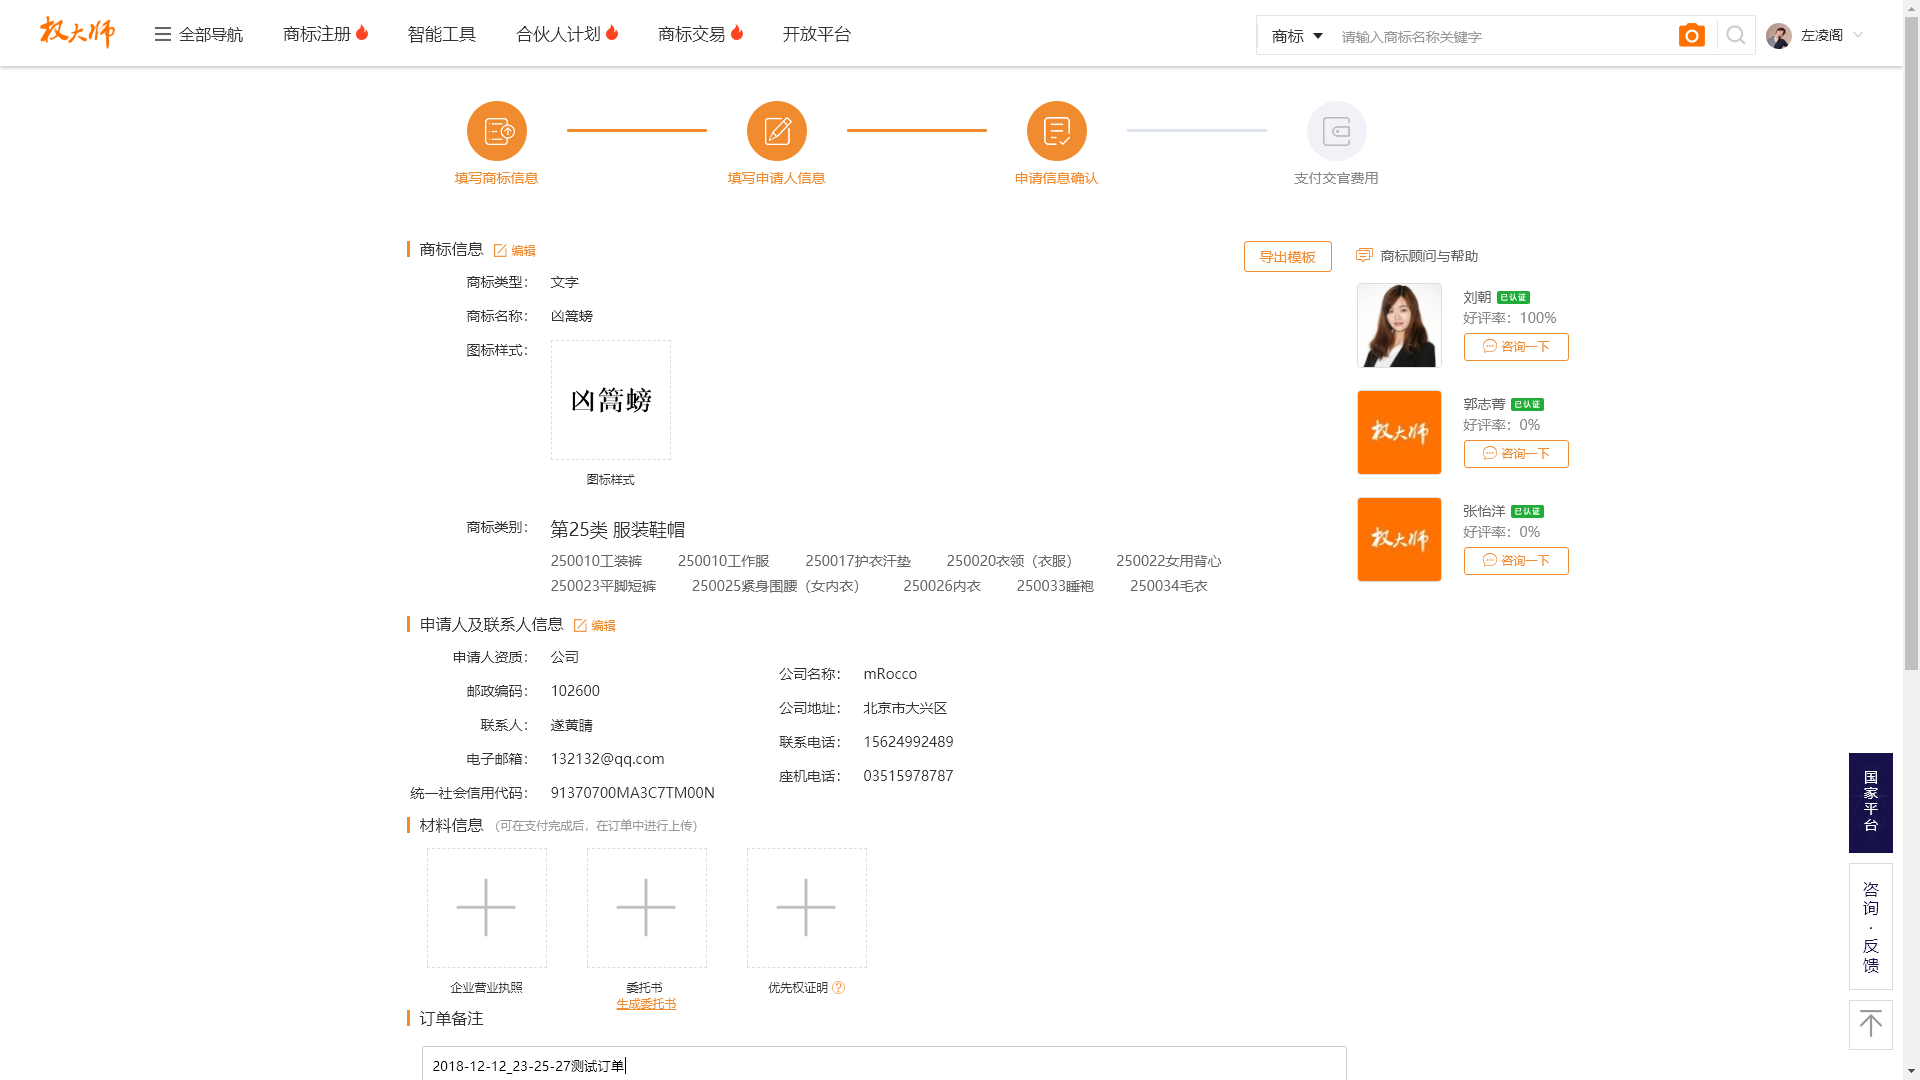 权大师
全部导航
商标注册
智能工具
合伙人计划
商标交易
开放平台
商标
请输入商标名称关键字
左凌阁
填写商标信息
填写申请人信息
申请信息确认
支付交官费用
商标信息 编辑
导出模板
商标顾问与帮助
商标类型： 文字
商标名称： 凶篙螃
图标样式：
凶篙螃
图标样式
商标类别： 第25类 服装鞋帽
250010工装裤 250010工作服 250017护衣汗垫 250020衣领（衣服） 250022女用背心
250023平脚短裤 250025紧身围腰（女内衣） 250026内衣 250033睡袍 250034毛衣
刘朝 已认证
好评率：100%
咨询一下
权大师
郭志菁 已认证
好评率：0%
咨询一下
权大师
张怡洋 已认证
好评率：0%
咨询一下
申请人及联系人信息 编辑
申请人资质： 公司
公司名称： mRocco
邮政编码： 102600
公司地址： 北京市大兴区
联系人： 遂黄睛
联系电话： 15624992489
电子邮箱： 132132@qq.com
座机电话： 03515978787
统一社会信用代码： 91370700MA3C7TM00N
材料信息 （可在支付完成后，在订单中进行上传）
企业营业执照
委托书
生成委托书
优先权证明 ?
订单备注
2018-12-12_23-25-27测试订单
国家平台
咨询·反馈